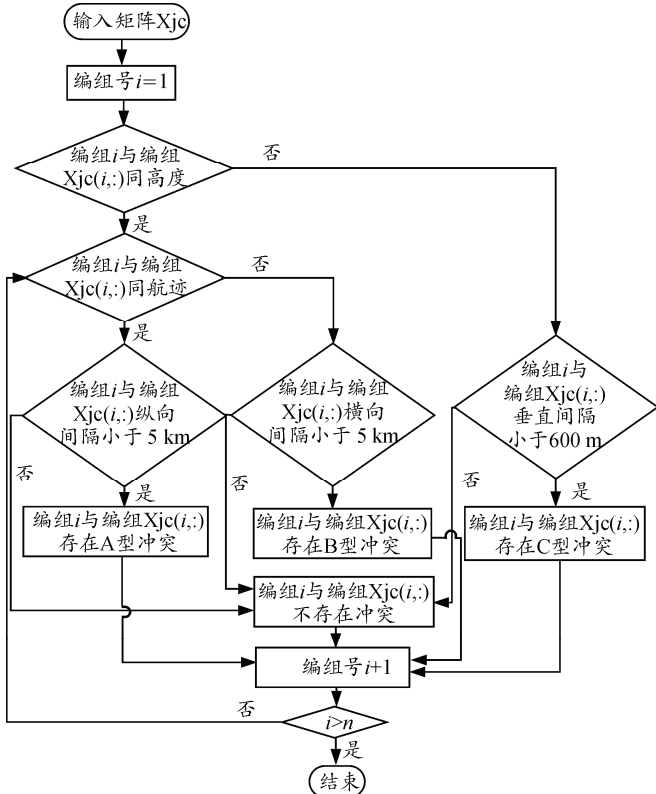 输入矩阵Xjc
编组号i=1
编组i与编组
Xjc(i,:)同高度
否
是
编组i与编组
Xjc(i,:)同航迹
否
是
编组i与编组
Xjc(i,:)纵向
间隔小于5 km
编组i与编组
Xjc(i,:)横向
间隔小于5 km
编组i与
编组Xjc(i,:)
垂直间隔
小于600 m
否
是
否
是
否
是
编组i与编组Xjc(i,:)
存在A型冲突
编组i与编组Xjc(i,:)
存在B型冲突
编组i与编组Xjc(i,:)
存在C型冲突
编组i与编组Xjc(i,:)
不存在冲突
编组号i+1
否
i>n
是
结束